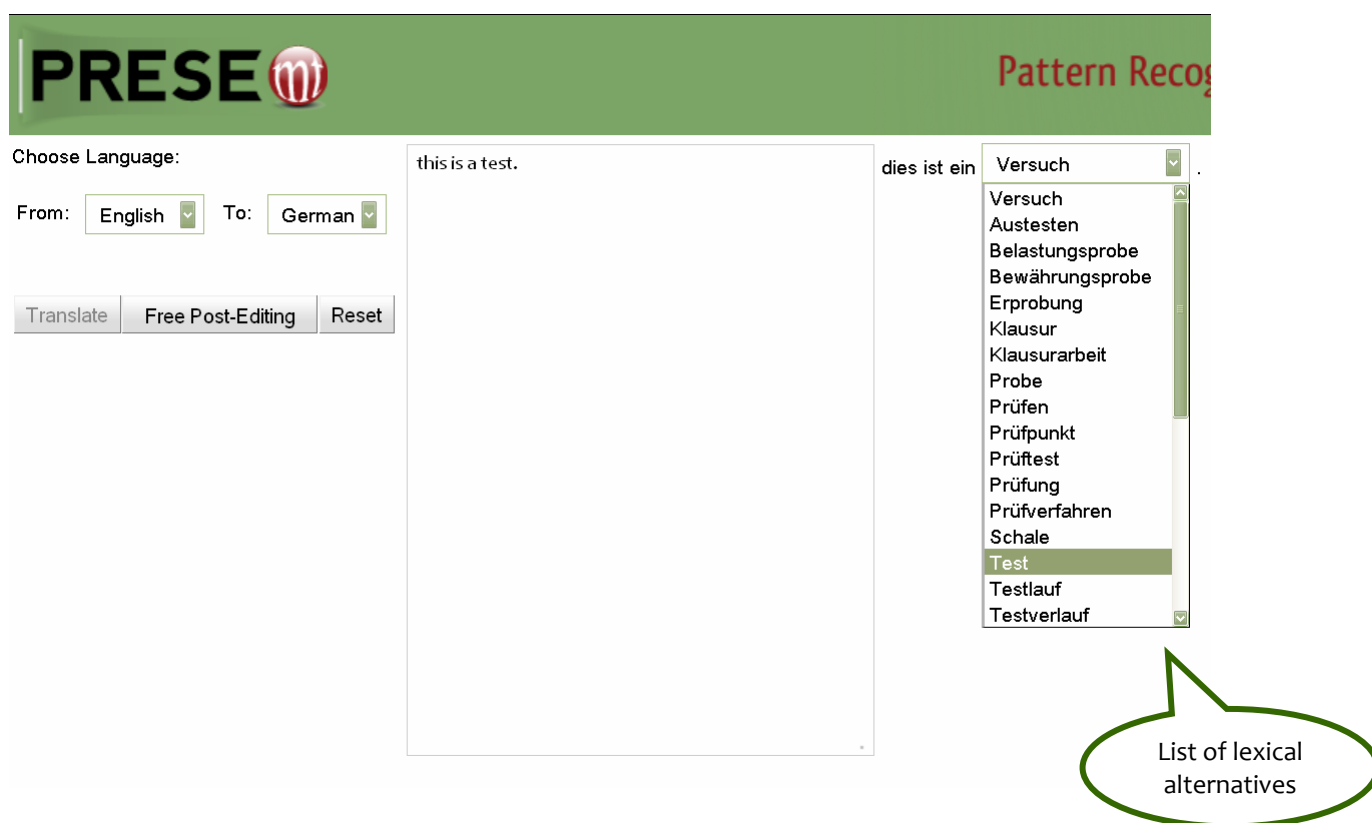 PRESEmt
Pattern Recog
Choose Language:
From: English To: German
Translate Free Post-Editing Reset
this is a test.
dies ist ein Versuch .
Versuch
Austesten
Belastungsprobe
Bewährungsprobe
Erprobung
Klausur
Klausurarbeit
Probe
Prüfen
Prüfpunkt
Prüftest
Prüfung
Prüfverfahren
Schale
Test
Testlauf
Testverlauf
List of lexical
alternatives